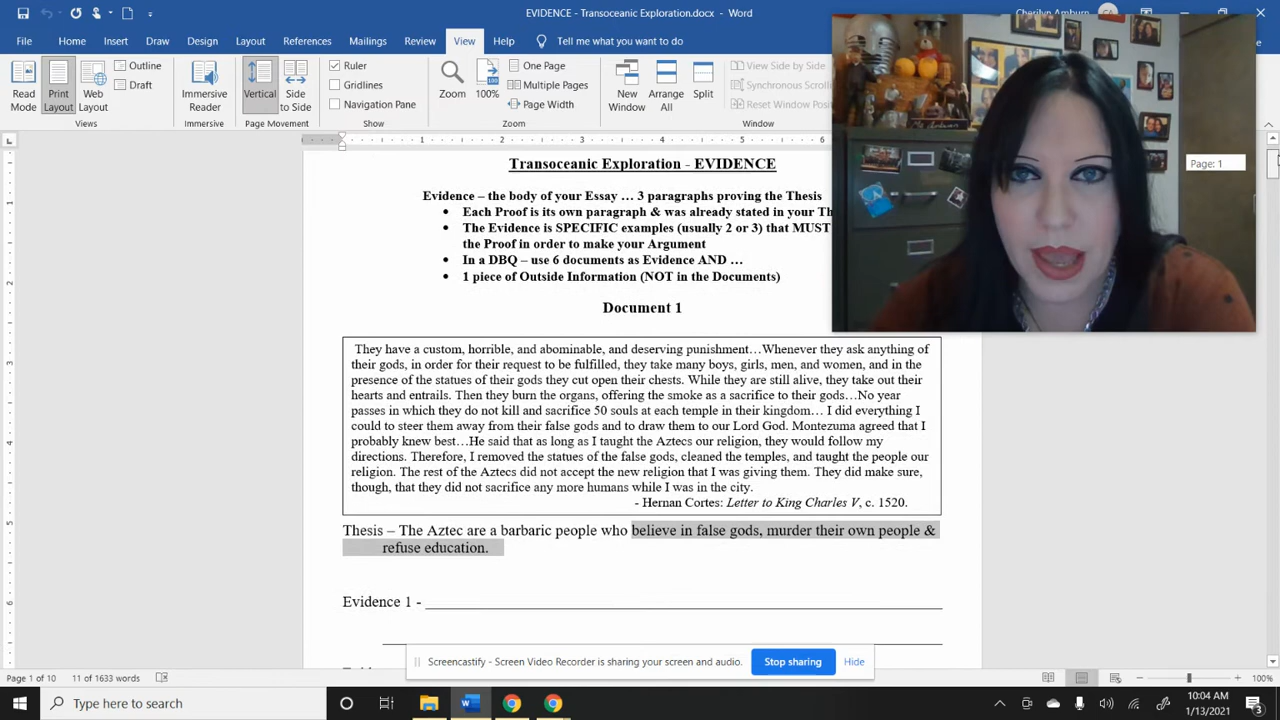 EVIDENCE - Transoceanic Exploration.docx - Word
Cherilyn Amburn CA
File Home Insert Draw Design Layout References Mailings Review View Help Tell me what you want to do
Read Mode
Print Layout
Web Layout
Outline
Draft
Views
Immersive Reader
Immersive
Vertical
Side to Side
Page Movement
Ruler
Gridlines
Navigation Pane
Show
Zoom
100%
One Page
Multiple Pages
Page Width
Zoom
New Window
Arrange All
Split
View Side by Side
Synchronous Scrolling
Reset Window Positi
Window
Page: 1
Transoceanic Exploration - EVIDENCE
Evidence – the body of your Essay … 3 paragraphs proving the Thesis
• Each Proof is its own paragraph & was already stated in your Th
• The Evidence is SPECIFIC examples (usually 2 or 3) that MUST
the Proof in order to make your Argument
• In a DBQ – use 6 documents as Evidence AND …
• 1 piece of Outside Information (NOT in the Documents)
Document 1
They have a custom, horrible, and abominable, and deserving punishment…Whenever they ask anything of
their gods, in order for their request to be fulfilled, they take many boys, girls, men, and women, and in the
presence of the statues of their gods they cut open their chests. While they are still alive, they take out their
hearts and entrails. Then they burn the organs, offering the smoke as a sacrifice to their gods…No year
passes in which they do not kill and sacrifice 50 souls at each temple in their kingdom… I did everything I
could to steer them away from their false gods and to draw them to our Lord God. Montezuma agreed that I
probably knew best…He said that as long as I taught the Aztecs our religion, they would follow my
directions. Therefore, I removed the statues of the false gods, cleaned the temples, and taught the people our
religion. The rest of the Aztecs did not accept the new religion that I was giving them. They did make sure,
though, that they did not sacrifice any more humans while I was in the city.
- Hernan Cortes: Letter to King Charles V, c. 1520.
Thesis – The Aztec are a barbaric people who believe in false gods, murder their own people &
refuse education.
Evidence 1 -
Screencastify - Screen Video Recorder is sharing your screen and audio. Stop sharing Hide
Page 1 of 10 11 of 1633 words 100%
Type here to search
10:04 AM
1/13/2021
3